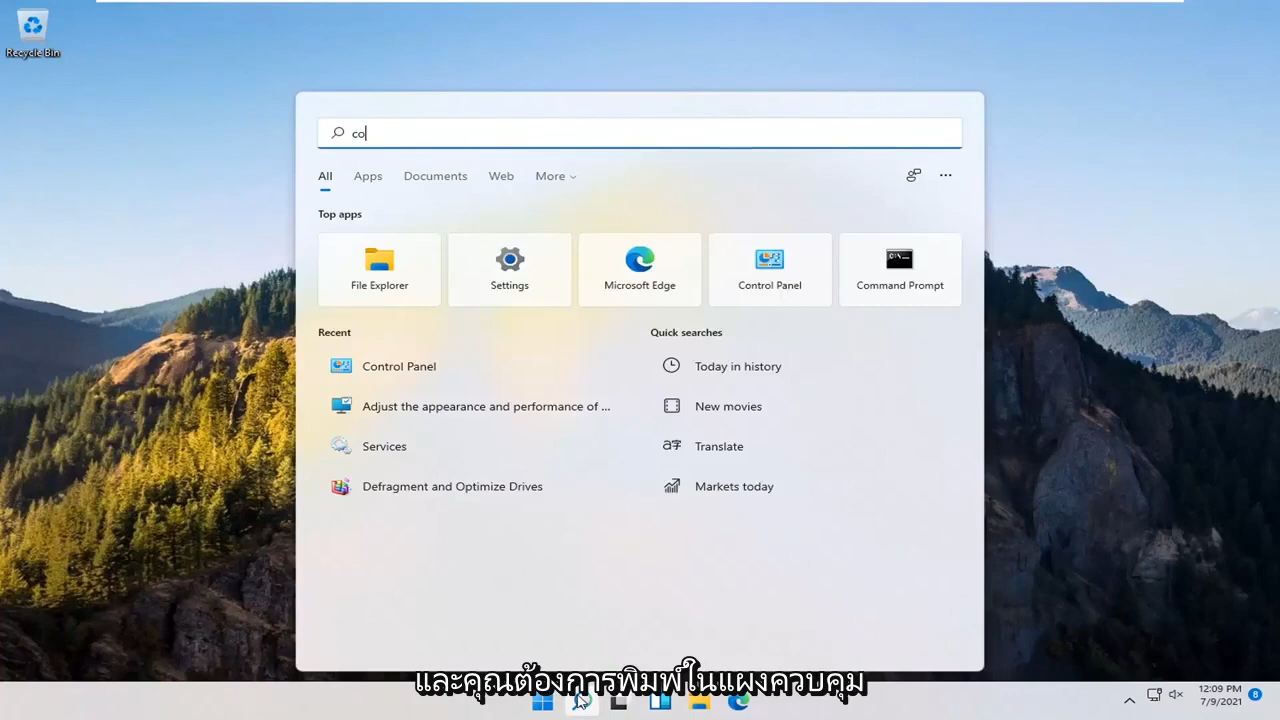 Recycle Bin
co
All Apps Documents Web More
Top apps
File Explorer Settings Microsoft Edge Control Panel Command Prompt
Recent Quick searches
Control Panel Today in history
Adjust the appearance and performance of ... New movies
Services Translate
Defragment and Optimize Drives Markets today
และคุณต้องการพิมพ์ในแผงควบคุม
12:09 PM
7/9/2021
8